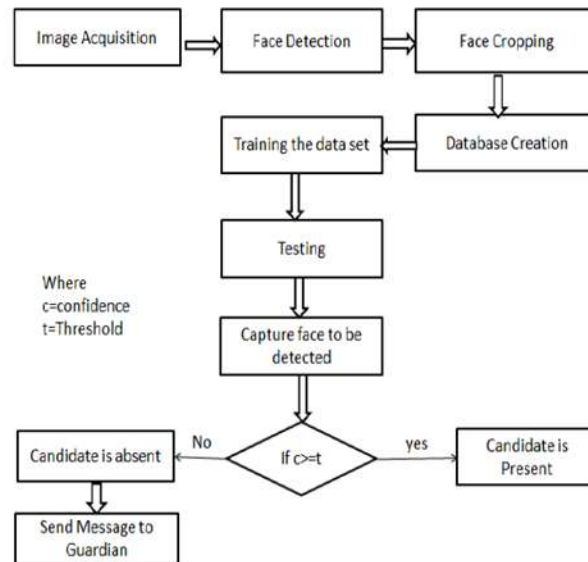 Image Acquisition
Face Detection
Face Cropping
Training the data set
Database Creation
Testing
Where
c=confidence
t=Threshold
Capture face to be
detected
No
yes
Candidate is absent
If c>=t
Candidate is
Present
Send Message to
Guardian